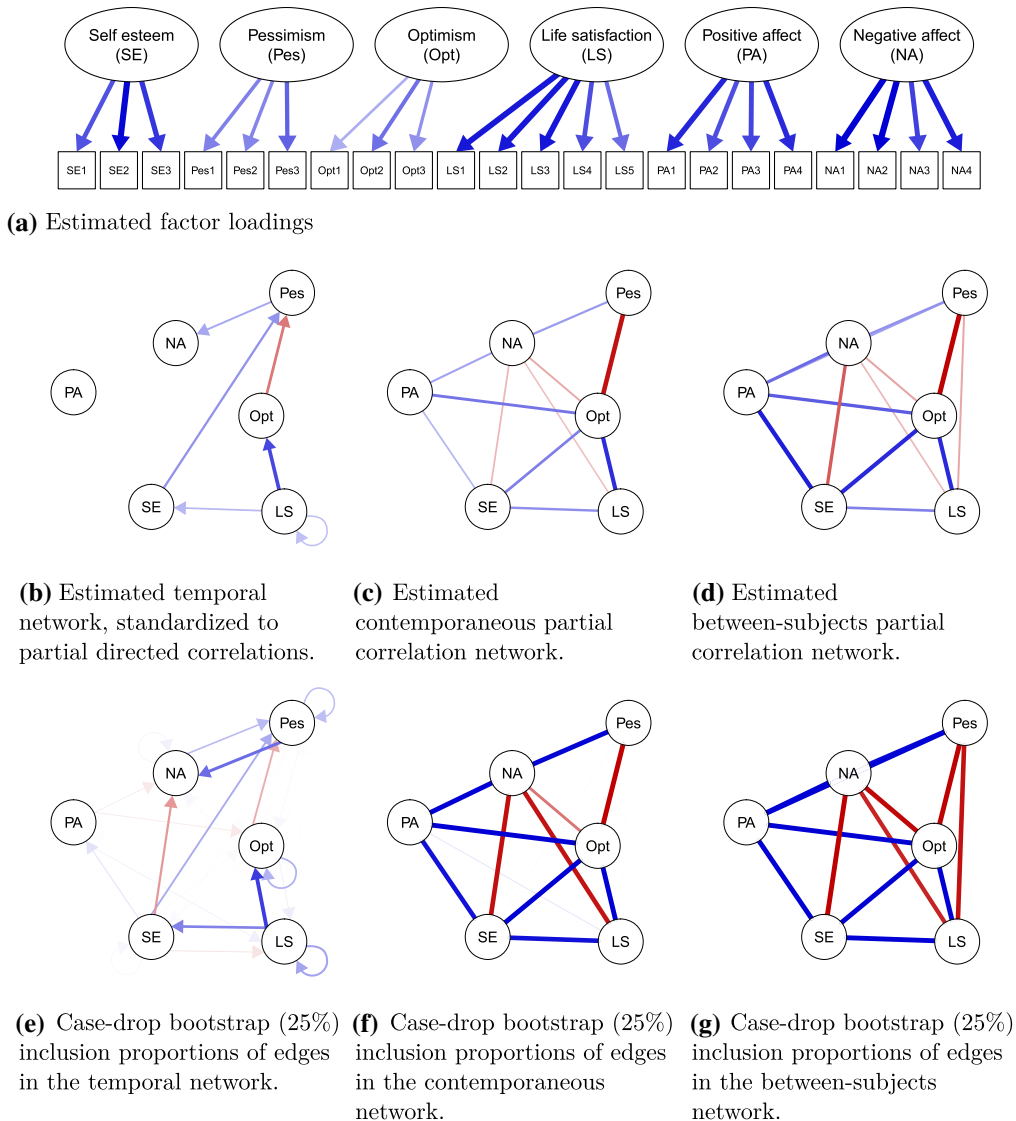 Self esteem (SE)
Pessimism (Pes)
Optimism (Opt)
Life satisfaction (LS)
Positive affect (PA)
Negative affect (NA)
SE1 SE2 SE3 Pes1 Pes2 Pes3 Opt1 Opt2 Opt3 LS1 LS2 LS3 LS4 LS5 PA1 PA2 PA3 PA4 NA1 NA2 NA3 NA4
(a) Estimated factor loadings
Pes
NA
PA
Opt
SE
LS
(b) Estimated temporal
network, standardized to
partial directed correlations.
Pes
NA
PA
Opt
SE
LS
(c) Estimated
contemporaneous partial
correlation network.
Pes
NA
PA
Opt
SE
LS
(d) Estimated
between-subjects partial
correlation network.
Pes
NA
PA
Opt
SE
LS
(e) Case-drop bootstrap (25%)
inclusion proportions of edges
in the temporal network.
Pes
NA
PA
Opt
SE
LS
(f) Case-drop bootstrap (25%)
inclusion proportions of edges
in the contemporaneous
network.
Pes
NA
PA
Opt
SE
LS
(g) Case-drop bootstrap (25%)
inclusion proportions of edges
in the between-subjects
network.